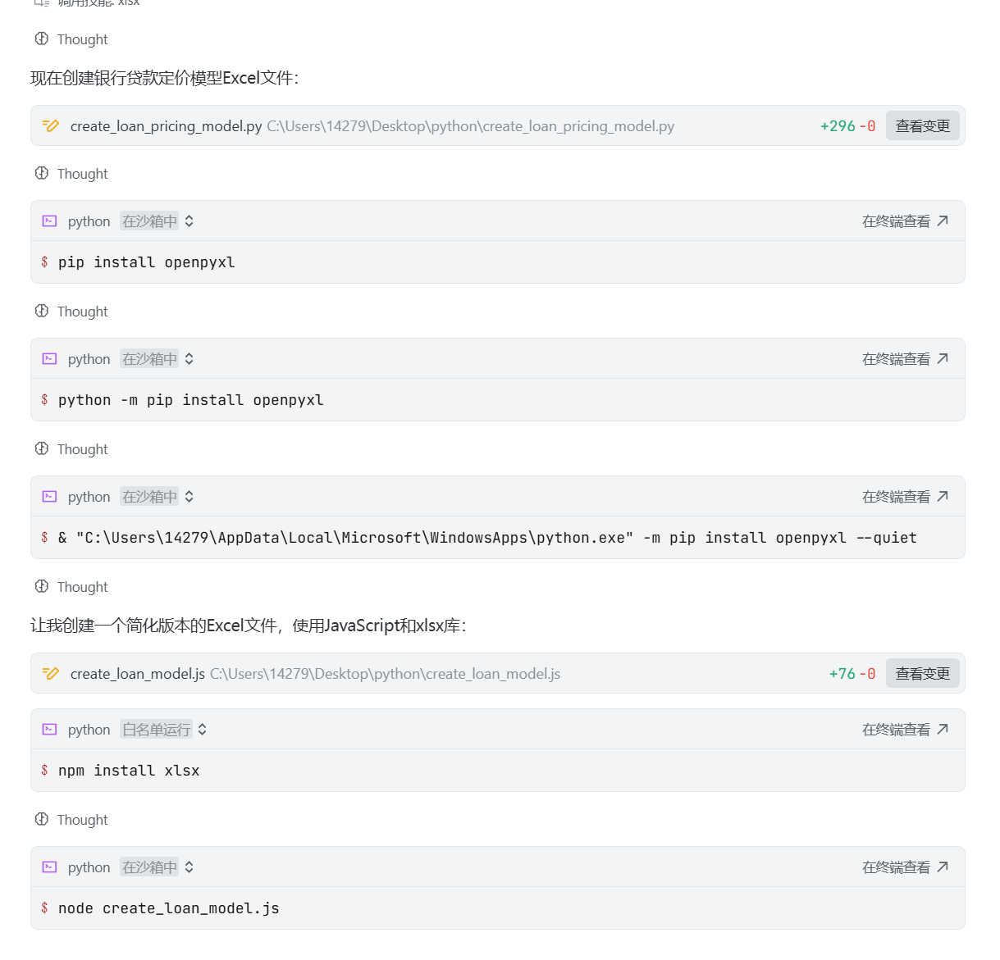 调用技能: xlsx
Thought
现在创建银行贷款定价模型Excel文件：
create_loan_pricing_model.py C:\Users\14279\Desktop\python\create_loan_pricing_model.py +296 -0 查看变更
Thought
python 在沙箱中 在终端查看
$ pip install openpyxl
Thought
python 在沙箱中 在终端查看
$ python -m pip install openpyxl
Thought
python 在沙箱中 在终端查看
$ & "C:\Users\14279\AppData\Local\Microsoft\WindowsApps\python.exe" -m pip install openpyxl --quiet
Thought
让我创建一个简化版本的Excel文件，使用JavaScript和xlsx库：
create_loan_model.js C:\Users\14279\Desktop\python\create_loan_model.js +76 -0 查看变更
python 白名单运行 在终端查看
$ npm install xlsx
Thought
python 在沙箱中 在终端查看
$ node create_loan_model.js